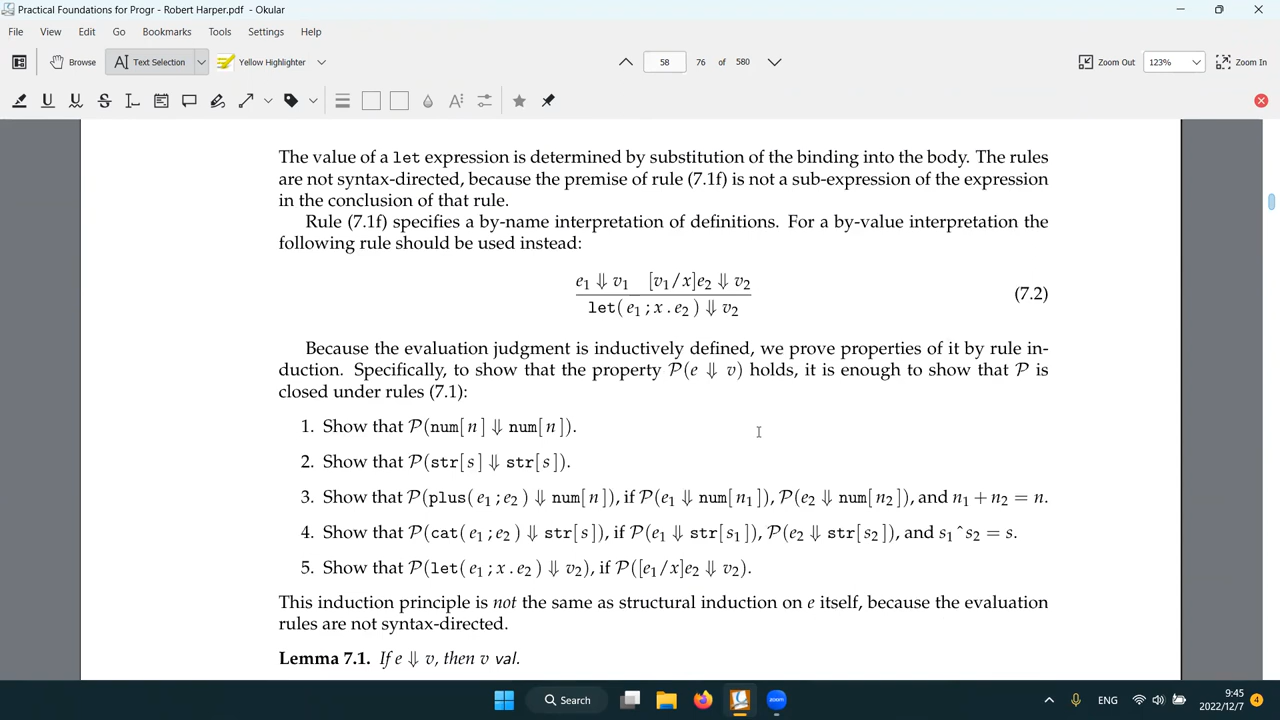 Practical Foundations for Progr - Robert Harper.pdf - Okular
File View Edit Go Bookmarks Tools Settings Help
Browse Text Selection Yellow Highlighter 58 76 of 580 Zoom Out 123% Zoom In
The value of a let expression is determined by substitution of the binding into the body. The rules
are not syntax-directed, because the premise of rule (7.1f) is not a sub-expression of the expression
in the conclusion of that rule.
Rule (7.1f) specifies a by-name interpretation of definitions. For a by-value interpretation the
following rule should be used instead:
e₁ ⇓ v₁ [v₁/x]e₂ ⇓ v₂
let(e₁;x.e₂) ⇓ v₂
(7.2)
Because the evaluation judgment is inductively defined, we prove properties of it by rule in-
duction. Specifically, to show that the property P(e ⇓ v) holds, it is enough to show that P is
closed under rules (7.1):
1. Show that P(num[n] ⇓ num[n]).
2. Show that P(str[s] ⇓ str[s]).
3. Show that P(plus(e₁;e₂) ⇓ num[n]), if P(e₁ ⇓ num[n₁]), P(e₂ ⇓ num[n₂]), and n₁ + n₂ = n.
4. Show that P(cat(e₁;e₂) ⇓ str[s]), if P(e₁ ⇓ str[s₁]), P(e₂ ⇓ str[s₂]), and s₁^s₂ = s.
5. Show that P(let(e₁;x.e₂) ⇓ v₂), if P([e₁/x]e₂ ⇓ v₂).
This induction principle is not the same as structural induction on e itself, because the evaluation
rules are not syntax-directed.
Lemma 7.1. If e ⇓ v, then v val.
Search zoom ENG 9:45
2022/12/7 4